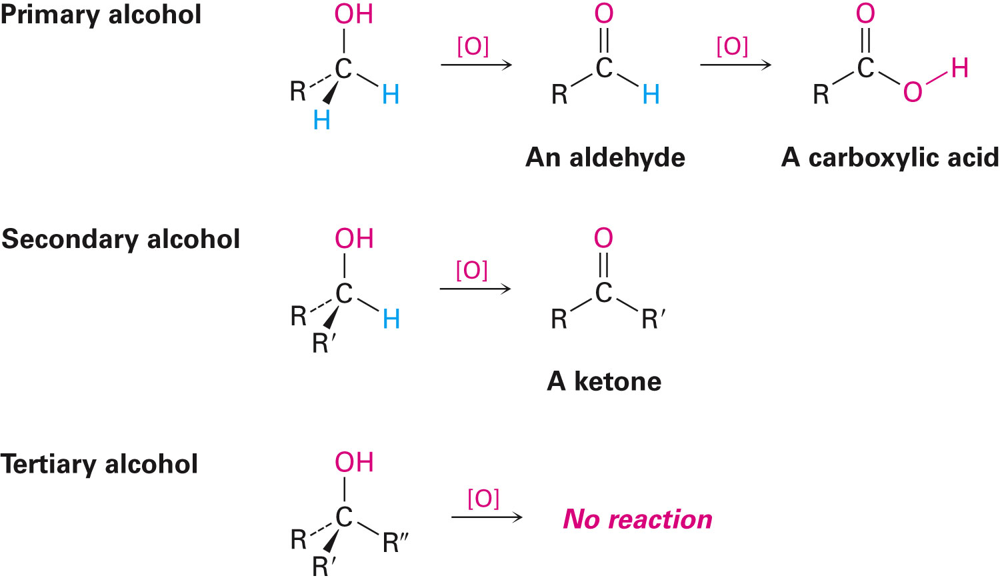 Primary alcohol
OH
C
R
H
H
[O]
O
C
R
H
An aldehyde
[O]
O
C
R
O
H
A carboxylic acid
Secondary alcohol
OH
C
R
R′
H
[O]
O
C
R
R′
A ketone
Tertiary alcohol
OH
C
R
R′
R″
[O]
No reaction